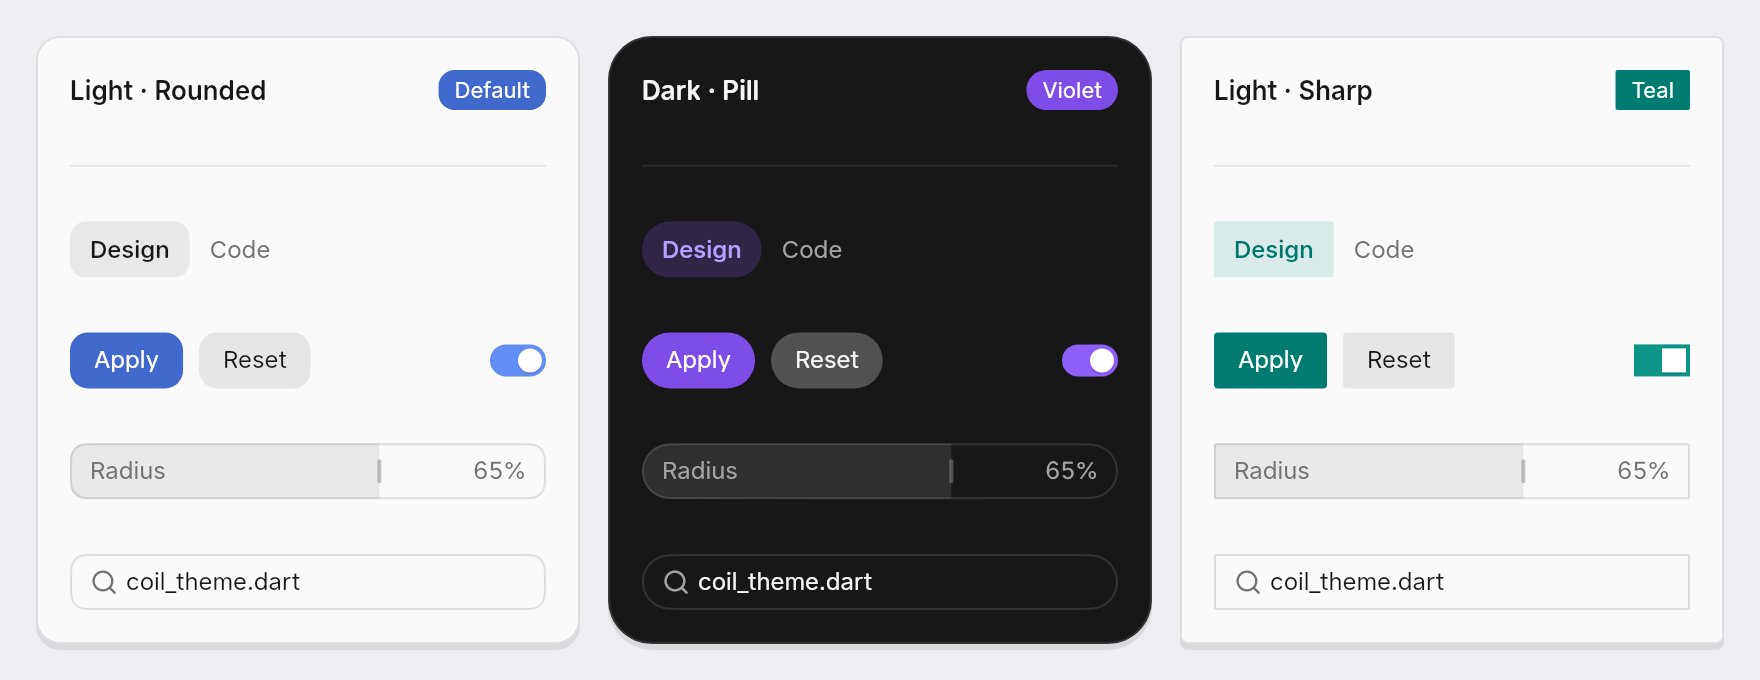 Light · Rounded
Default
Design
Code
Apply
Reset
Radius
65%
coil_theme.dart
Dark · Pill
Violet
Design
Code
Apply
Reset
Radius
65%
coil_theme.dart
Light · Sharp
Teal
Design
Code
Apply
Reset
Radius
65%
coil_theme.dart